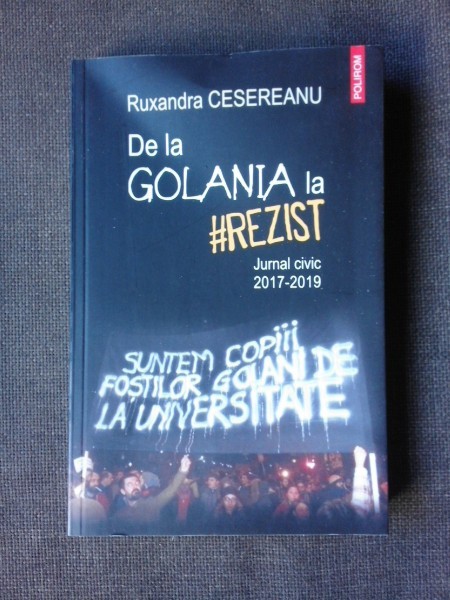 POLIROM
Ruxandra CESEREANU
De la
GOLANIA la
#REZIST
Jurnal civic
2017-2019
SUNTEM COPIII
FOȘTILOR GOLANI DE
LA UNIVERSITATE